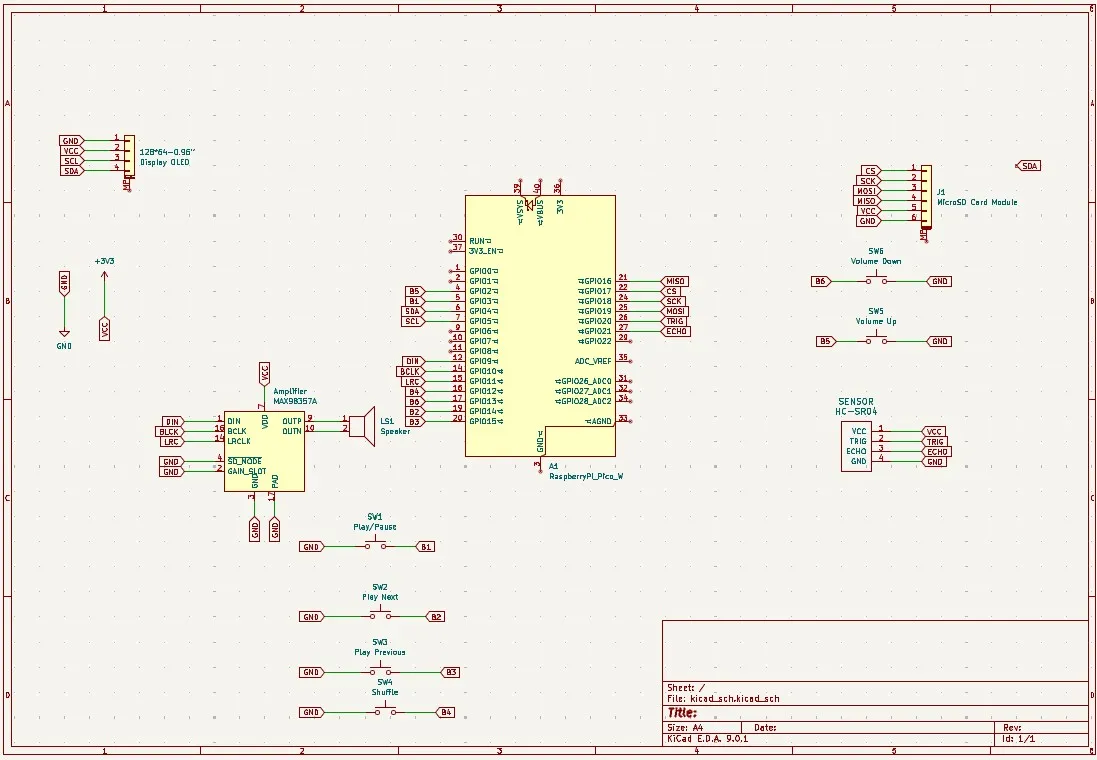 1 2 3 4 5 6
A
B
C
D
GND 1
VCC 2
SCL 3
SDA 4
MP
128*64-0.96"
Display OLED
+3V3
GND
VCC
GND
VCC
Amplifier
MAX98357A
DIN 1 DIN
BLCK 16 BCLK
LRC 14 LRCLK
GND 4 SD_MODE
GND 2 GAIN_SLOT
7 VDD
OUTP 9
OUTN 10
GND 3 GND
PAD 17 GND
1
2
LS1
Speaker
39 40 36
VSYS VBUS 3V3
30 RUN
37 3V3_EN
1 GPIO0
2 GPIO1
B5 4 GPIO2
B1 5 GPIO3
SDA 6 GPIO4
SCL 7 GPIO5
9 GPIO6
10 GPIO7
11 GPIO8
DIN 12 GPIO9
BCLK 14 GPIO10
LRC 15 GPIO11
B4 16 GPIO12
B6 17 GPIO13
B2 19 GPIO14
B3 20 GPIO15
GPIO16 21 MISO
GPIO17 22 CS
GPIO18 24 SCK
GPIO19 25 MOSI
GPIO20 26 TRIG
GPIO21 27 ECHO
GPIO22 29
ADC_VREF 35
GPIO26_ADC0 31
GPIO27_ADC1 32
GPIO28_ADC2 34
AGND 33
GND
3
A1
RaspberryPi_Pico_W
SDA
CS 1
SCK 2
MOSI 3
MISO 4
VCC 5
GND 6
MP
J1
MicroSD Card Module
SW6
Volume Down
B6 GND
SW5
Volume Up
B5 GND
SENSOR
HC-SR04
VCC 1 VCC
TRIG 2 TRIG
ECHO 3 ECHO
GND 4 GND
SW1
Play/Pause
GND B1
SW2
Play Next
GND B2
SW3
Play Previous
GND B3
SW4
Shuffle
GND B4
Sheet: /
File: kicad_sch.kicad_sch
Title:
Size: A4 Date: Rev:
KiCad E.D.A. 9.0.1 Id: 1/1
A
B
C
D
1 2 3 4 5 6